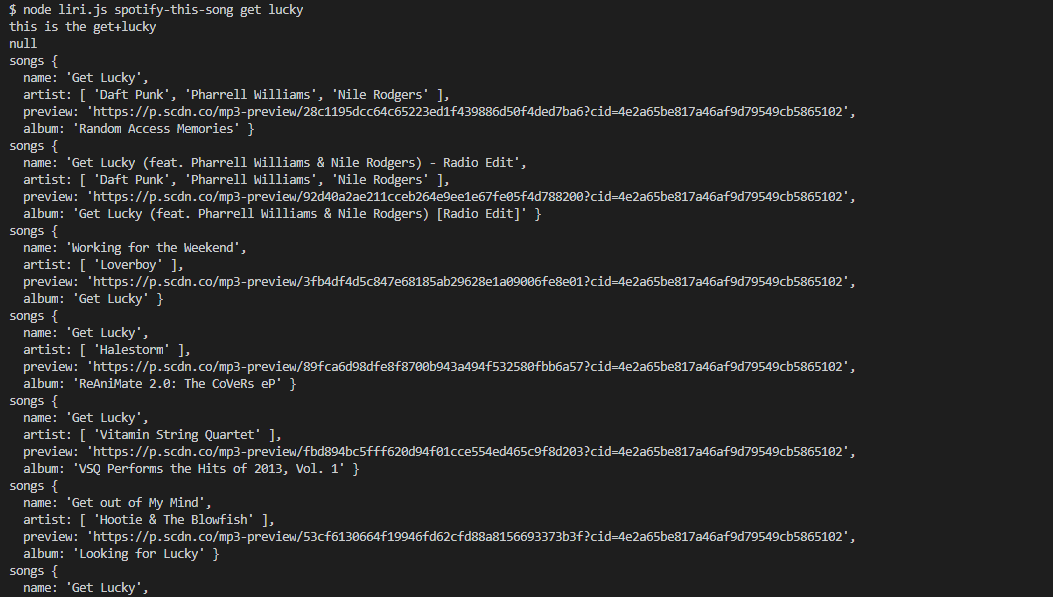 $ node liri.js spotify-this-song get lucky
this is the get+lucky
null
songs {
  name: 'Get Lucky',
  artist: [ 'Daft Punk', 'Pharrell Williams', 'Nile Rodgers' ],
  preview: 'https://p.scdn.co/mp3-preview/28c1195dcc64c65223ed1f439886d50f4ded7ba6?cid=4e2a65be817a46af9d79549cb5865102',
  album: 'Random Access Memories' }
songs {
  name: 'Get Lucky (feat. Pharrell Williams & Nile Rodgers) - Radio Edit',
  artist: [ 'Daft Punk', 'Pharrell Williams', 'Nile Rodgers' ],
  preview: 'https://p.scdn.co/mp3-preview/92d40a2ae211cceb264e9ee1e67fe05f4d788200?cid=4e2a65be817a46af9d79549cb5865102',
  album: 'Get Lucky (feat. Pharrell Williams & Nile Rodgers) [Radio Edit]' }
songs {
  name: 'Working for the Weekend',
  artist: [ 'Loverboy' ],
  preview: 'https://p.scdn.co/mp3-preview/3fb4df4d5c847e68185ab29628e1a09006fe8e01?cid=4e2a65be817a46af9d79549cb5865102',
  album: 'Get Lucky' }
songs {
  name: 'Get Lucky',
  artist: [ 'Halestorm' ],
  preview: 'https://p.scdn.co/mp3-preview/89fca6d98dfe8f8700b943a494f532580fbb6a57?cid=4e2a65be817a46af9d79549cb5865102',
  album: 'ReAniMate 2.0: The CoVeRs eP' }
songs {
  name: 'Get Lucky',
  artist: [ 'Vitamin String Quartet' ],
  preview: 'https://p.scdn.co/mp3-preview/fbd894bc5fff620d94f01cce554ed465c9f8d203?cid=4e2a65be817a46af9d79549cb5865102',
  album: 'VSQ Performs the Hits of 2013, Vol. 1' }
songs {
  name: 'Get out of My Mind',
  artist: [ 'Hootie & The Blowfish' ],
  preview: 'https://p.scdn.co/mp3-preview/53cf6130664f19946fd62cfd88a8156693373b3f?cid=4e2a65be817a46af9d79549cb5865102',
  album: 'Looking for Lucky' }
songs {
  name: 'Get Lucky',